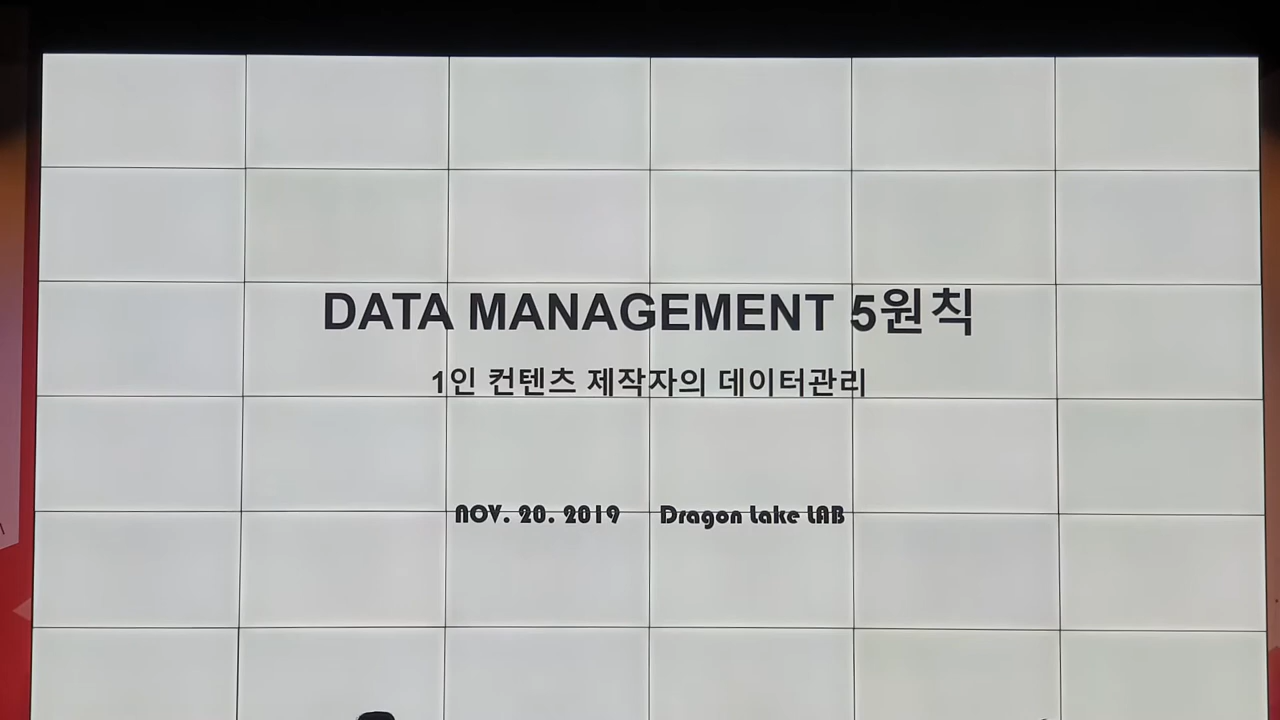 DATA MANAGEMENT 5원칙
1인 컨텐츠 제작자의 데이터관리
NOV. 20. 2019 Dragon Lake LAB